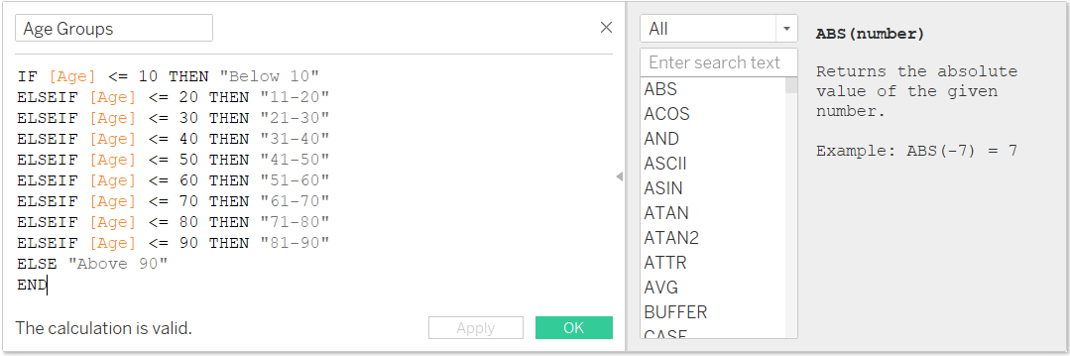 Age Groups
IF [Age] <= 10 THEN "Below 10"
ELSEIF [Age] <= 20 THEN "11-20"
ELSEIF [Age] <= 30 THEN "21-30"
ELSEIF [Age] <= 40 THEN "31-40"
ELSEIF [Age] <= 50 THEN "41-50"
ELSEIF [Age] <= 60 THEN "51-60"
ELSEIF [Age] <= 70 THEN "61-70"
ELSEIF [Age] <= 80 THEN "71-80"
ELSEIF [Age] <= 90 THEN "81-90"
ELSE "Above 90"
END
The calculation is valid.
Apply
OK
All
Enter search text
ABS
ACOS
AND
ASCII
ASIN
ATAN
ATAN2
ATTR
AVG
BUFFER
CASE
ABS(number)
Returns the absolute
value of the given
number.
Example: ABS(-7) = 7